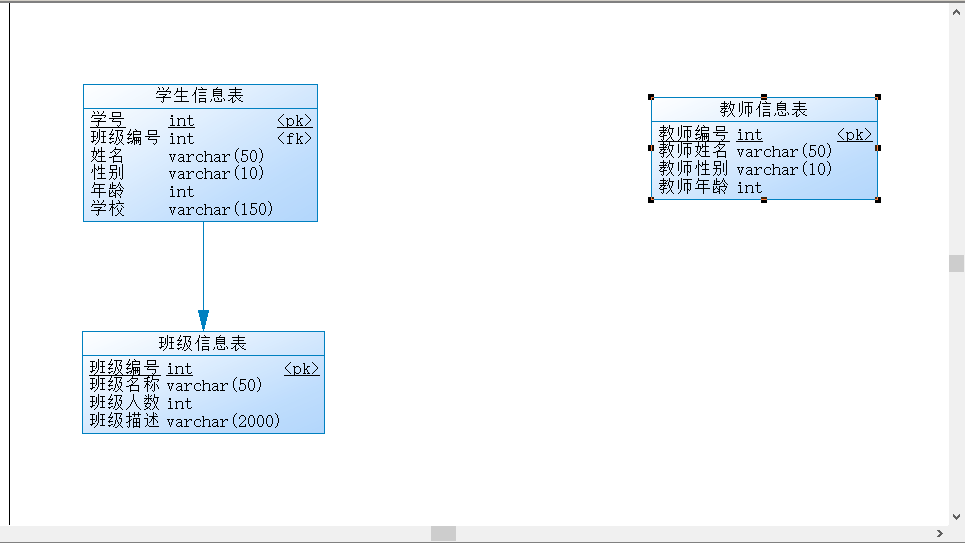 学生信息表
学号 int <pk>
班级编号 int <fk>
姓名 varchar(50)
性别 varchar(10)
年龄 int
学校 varchar(150)
教师信息表
教师编号 int <pk>
教师姓名 varchar(50)
教师性别 varchar(10)
教师年龄 int
班级信息表
班级编号 int <pk>
班级名称 varchar(50)
班级人数 int
班级描述 varchar(2000)